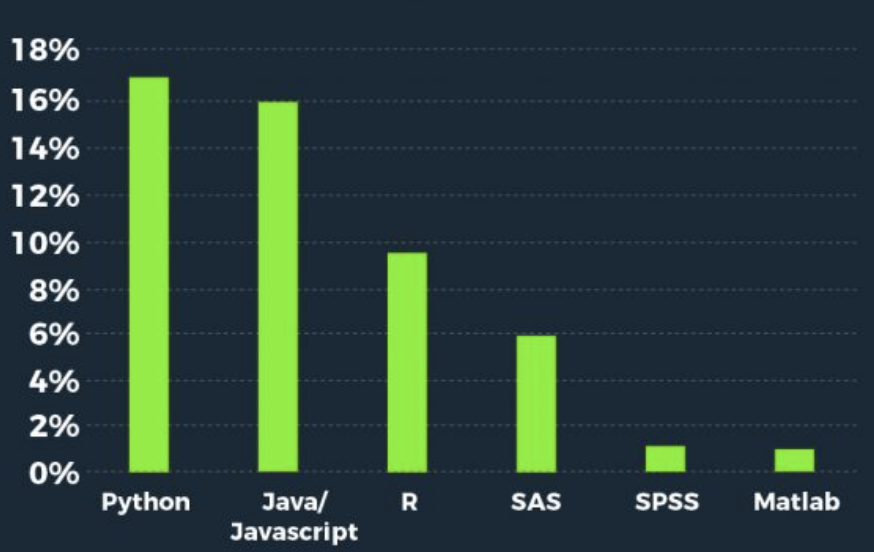 18%
16%
14%
12%
10%
8%
6%
4%
2%
0%
Python
Java/
Javascript
R
SAS
SPSS
Matlab